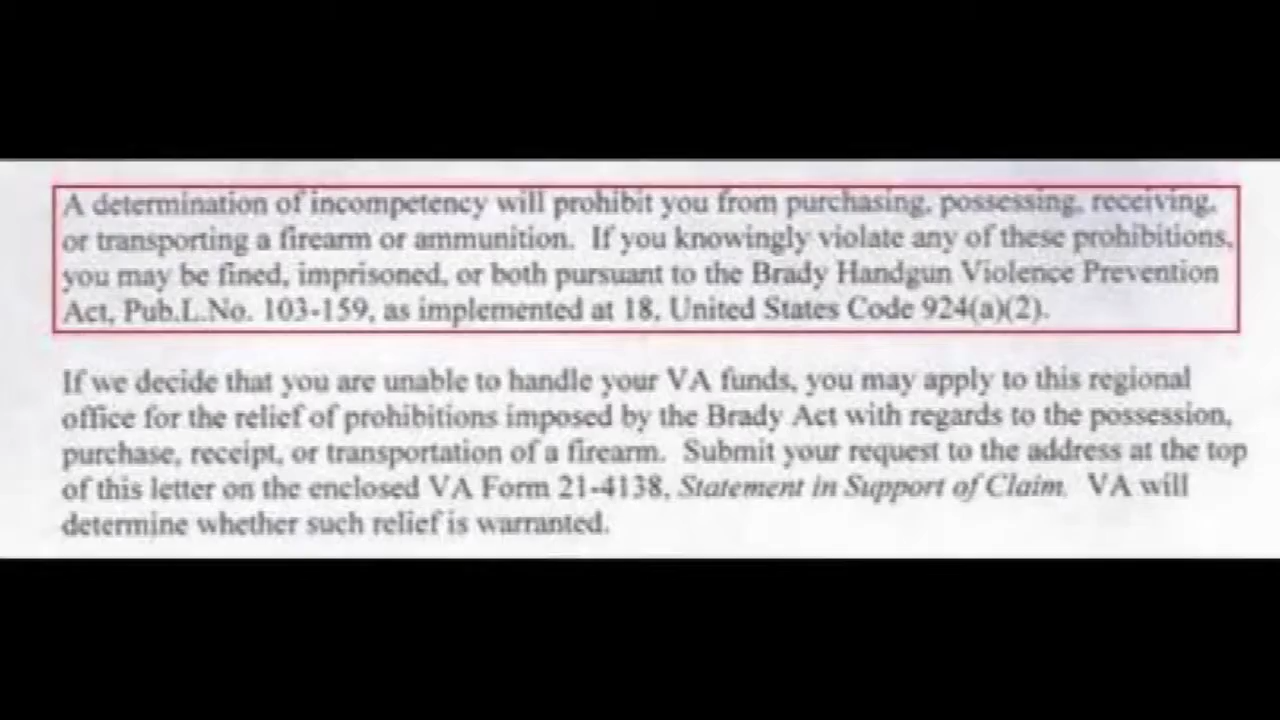 A determination of incompetency will prohibit you from purchasing, possessing, receiving,
or transporting a firearm or ammunition. If you knowingly violate any of these prohibitions,
you may be fined, imprisoned, or both pursuant to the Brady Handgun Violence Prevention
Act, Pub.L.No. 103-159, as implemented at 18, United States Code 924(a)(2).
If we decide that you are unable to handle your VA funds, you may apply to this regional
office for the relief of prohibitions imposed by the Brady Act with regards to the possession,
purchase, receipt, or transportation of a firearm. Submit your request to the address at the top
of this letter on the enclosed VA Form 21-4138, Statement in Support of Claim. VA will
determine whether such relief is warranted.